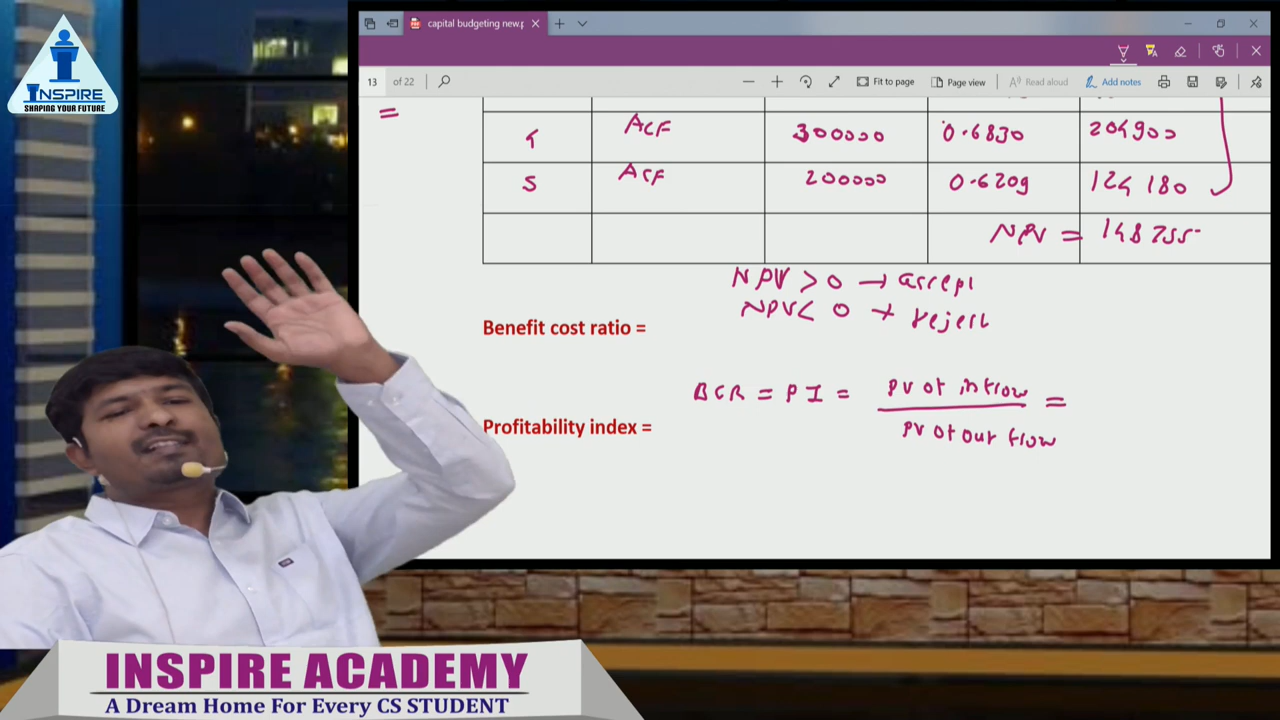 INSPIRE
SHAPING YOUR FUTURE
capital budgeting new.p
13 of 22
Fit to page
Page view
Read aloud
Add notes
=
4 ACF 300000 0.6830 204900
5 ACF 200000 0.6209 124180
NPV = 148755
NPV > 0 → accept
NPV < 0 → reject
Benefit cost ratio =
BCR = PI = PV of inflow =
PV of outflow
Profitability index =
INSPIRE ACADEMY
A Dream Home For Every CS STUDENT